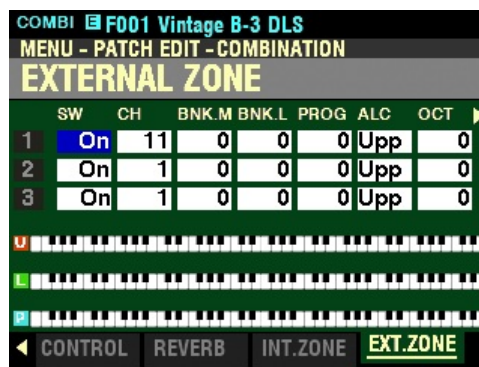 COMBI E F001 Vintage B-3 DLS
MENU - PATCH EDIT - COMBINATION
EXTERNAL ZONE
SW CH BNK.M BNK.L PROG ALC OCT
1 On 11 0 0 0 Upp 0
2 On 1 0 0 0 Upp 0
3 On 1 0 0 0 Upp 0
U
L
P
CONTROL REVERB INT.ZONE EXT.ZONE